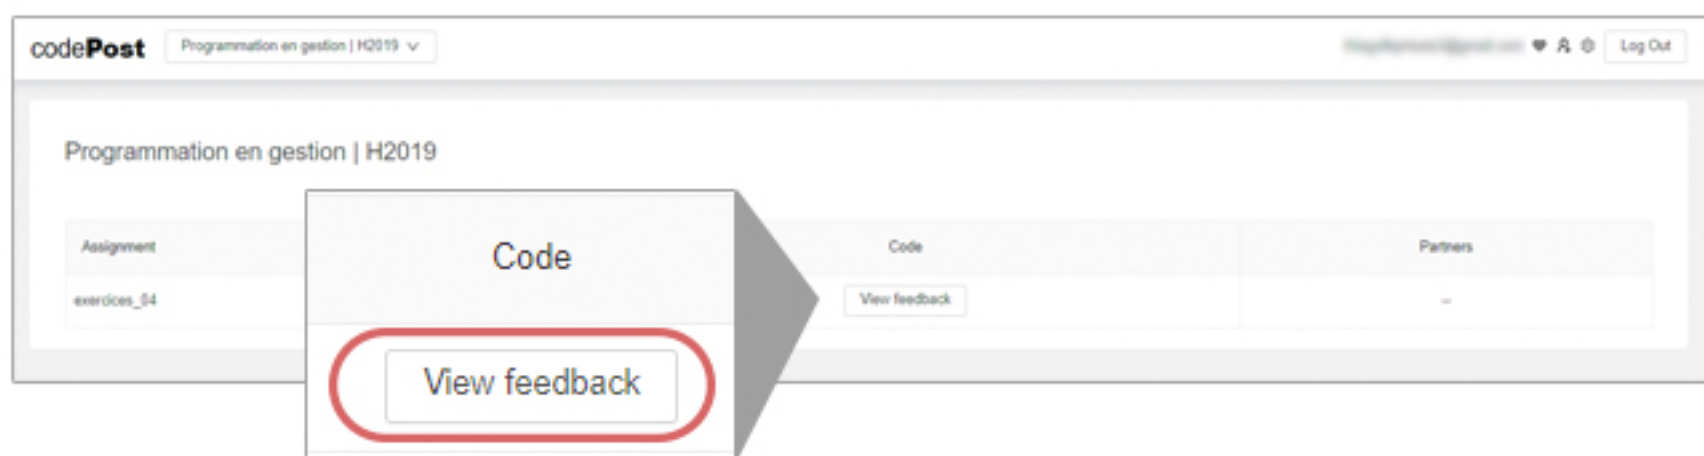 codePost Programmation en gestion | H2019 Log Out
Programmation en gestion | H2019
Assignment Code Partners
exercices_04 View feedback --
Code
View feedback